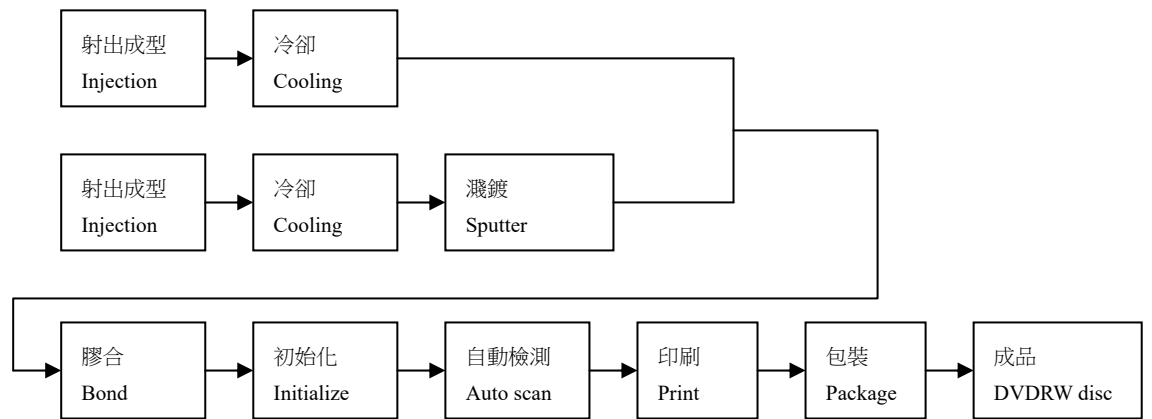 射出成型
Injection
冷卻
Cooling
射出成型
Injection
冷卻
Cooling
濺鍍
Sputter
膠合
Bond
初始化
Initialize
自動檢測
Auto scan
印刷
Print
包裝
Package
成品
DVDRW disc